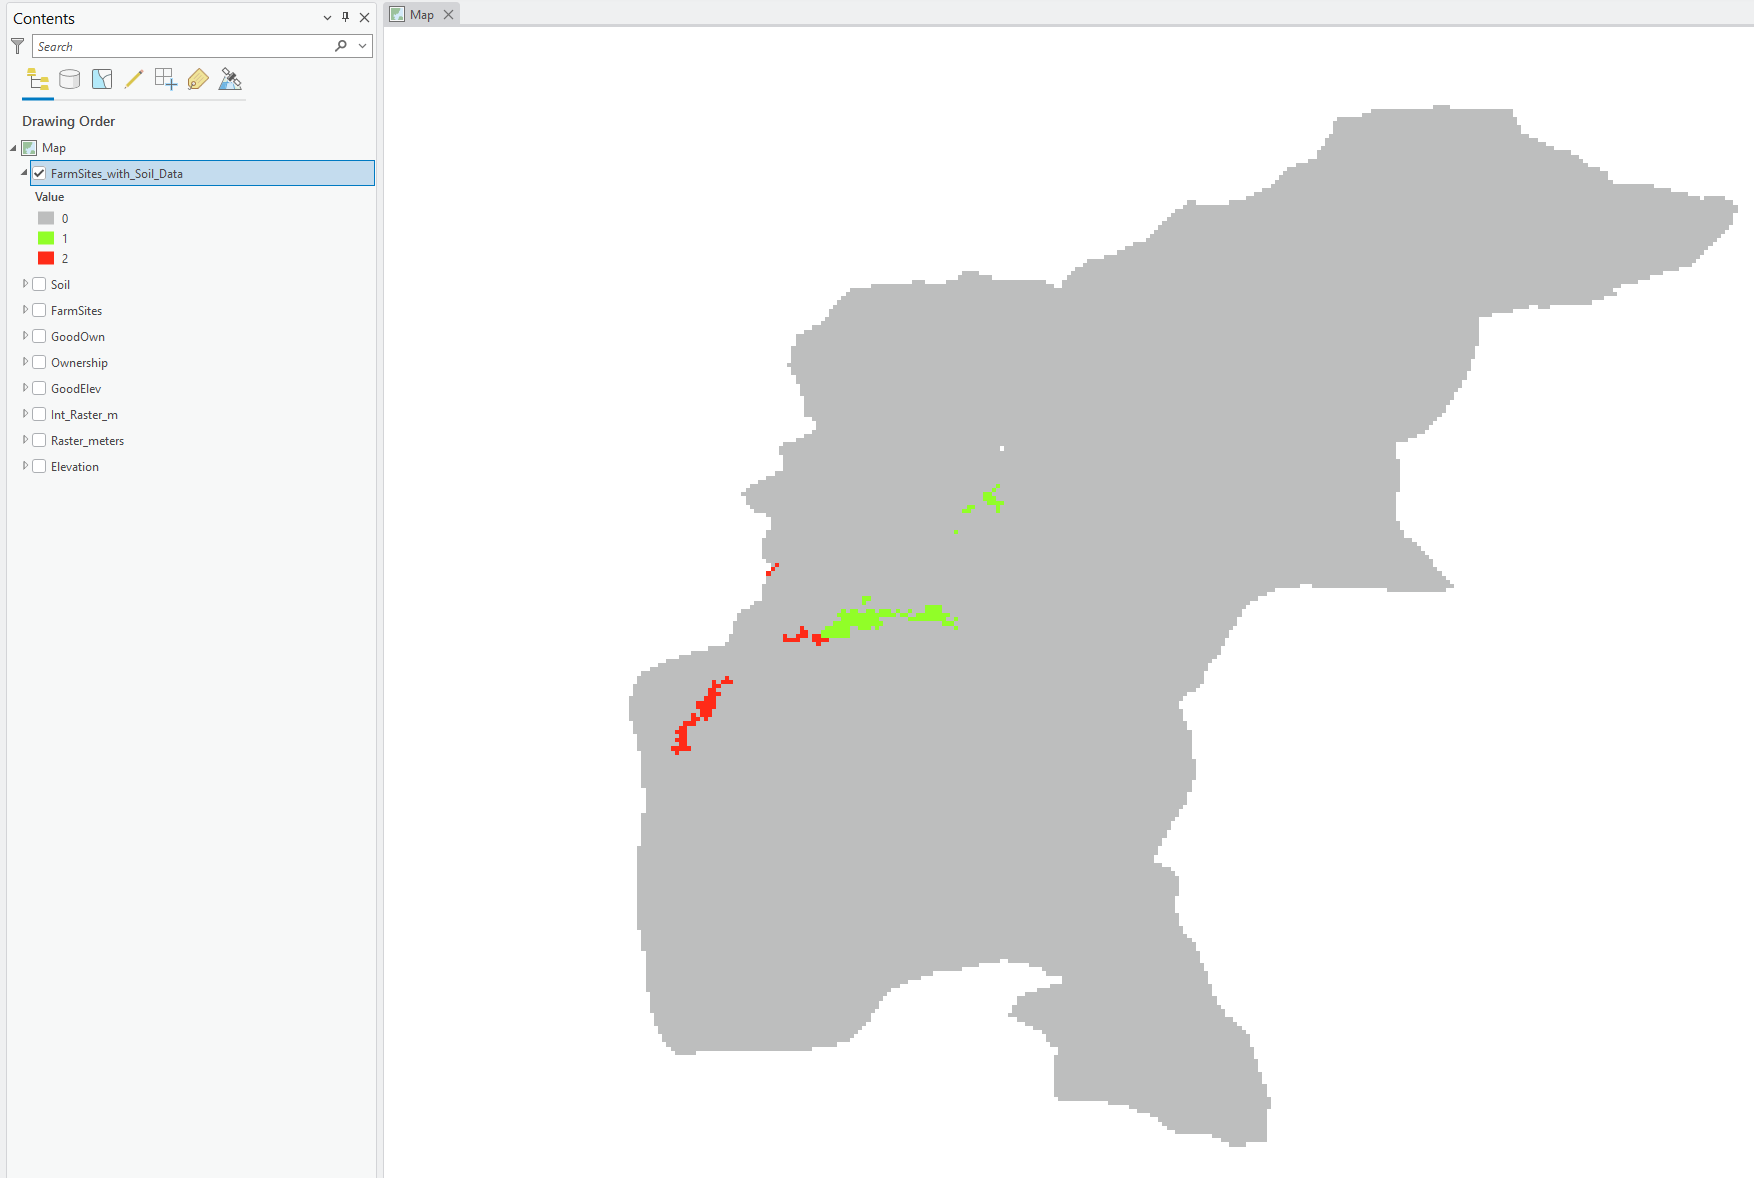 Contents
Map
Search
Drawing Order
Map
FarmSites_with_Soil_Data
Value
0
1
2
Soil
FarmSites
GoodOwn
Ownership
GoodElev
Int_Raster_m
Raster_meters
Elevation